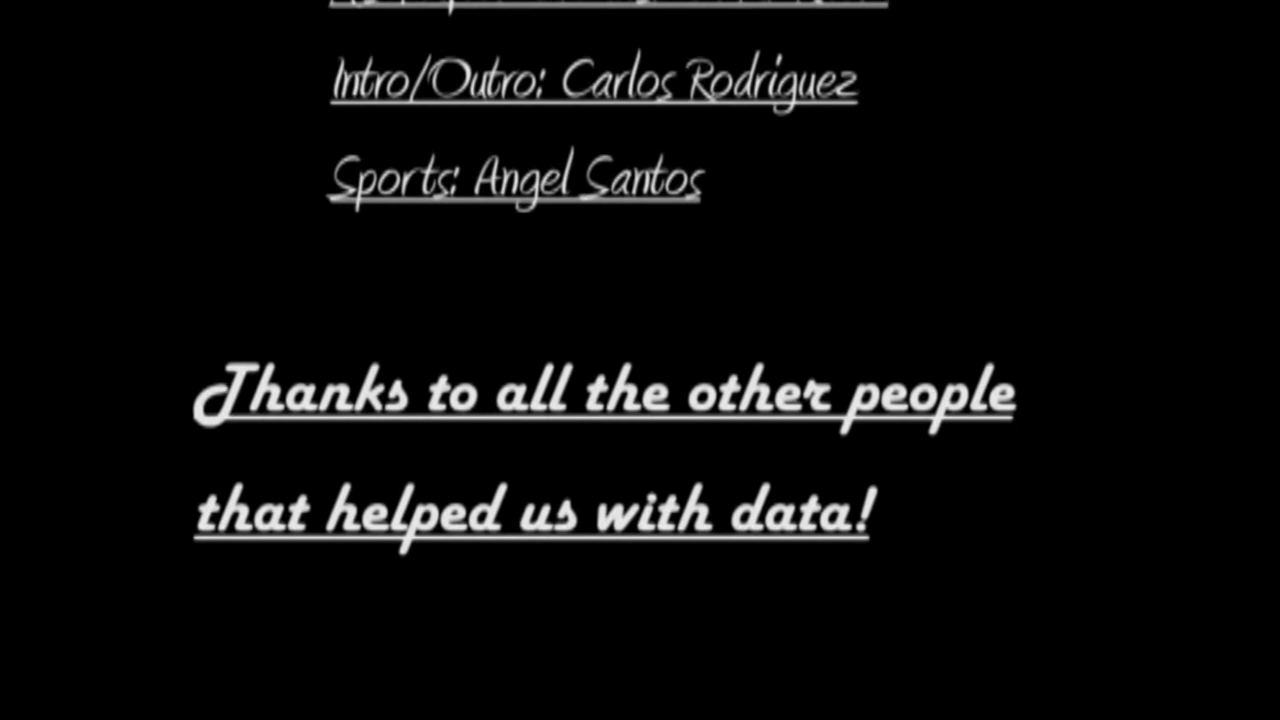 Intro/Outro: Carlos Rodriguez
Sports: Angel Santos
Thanks to all the other people
that helped us with data!